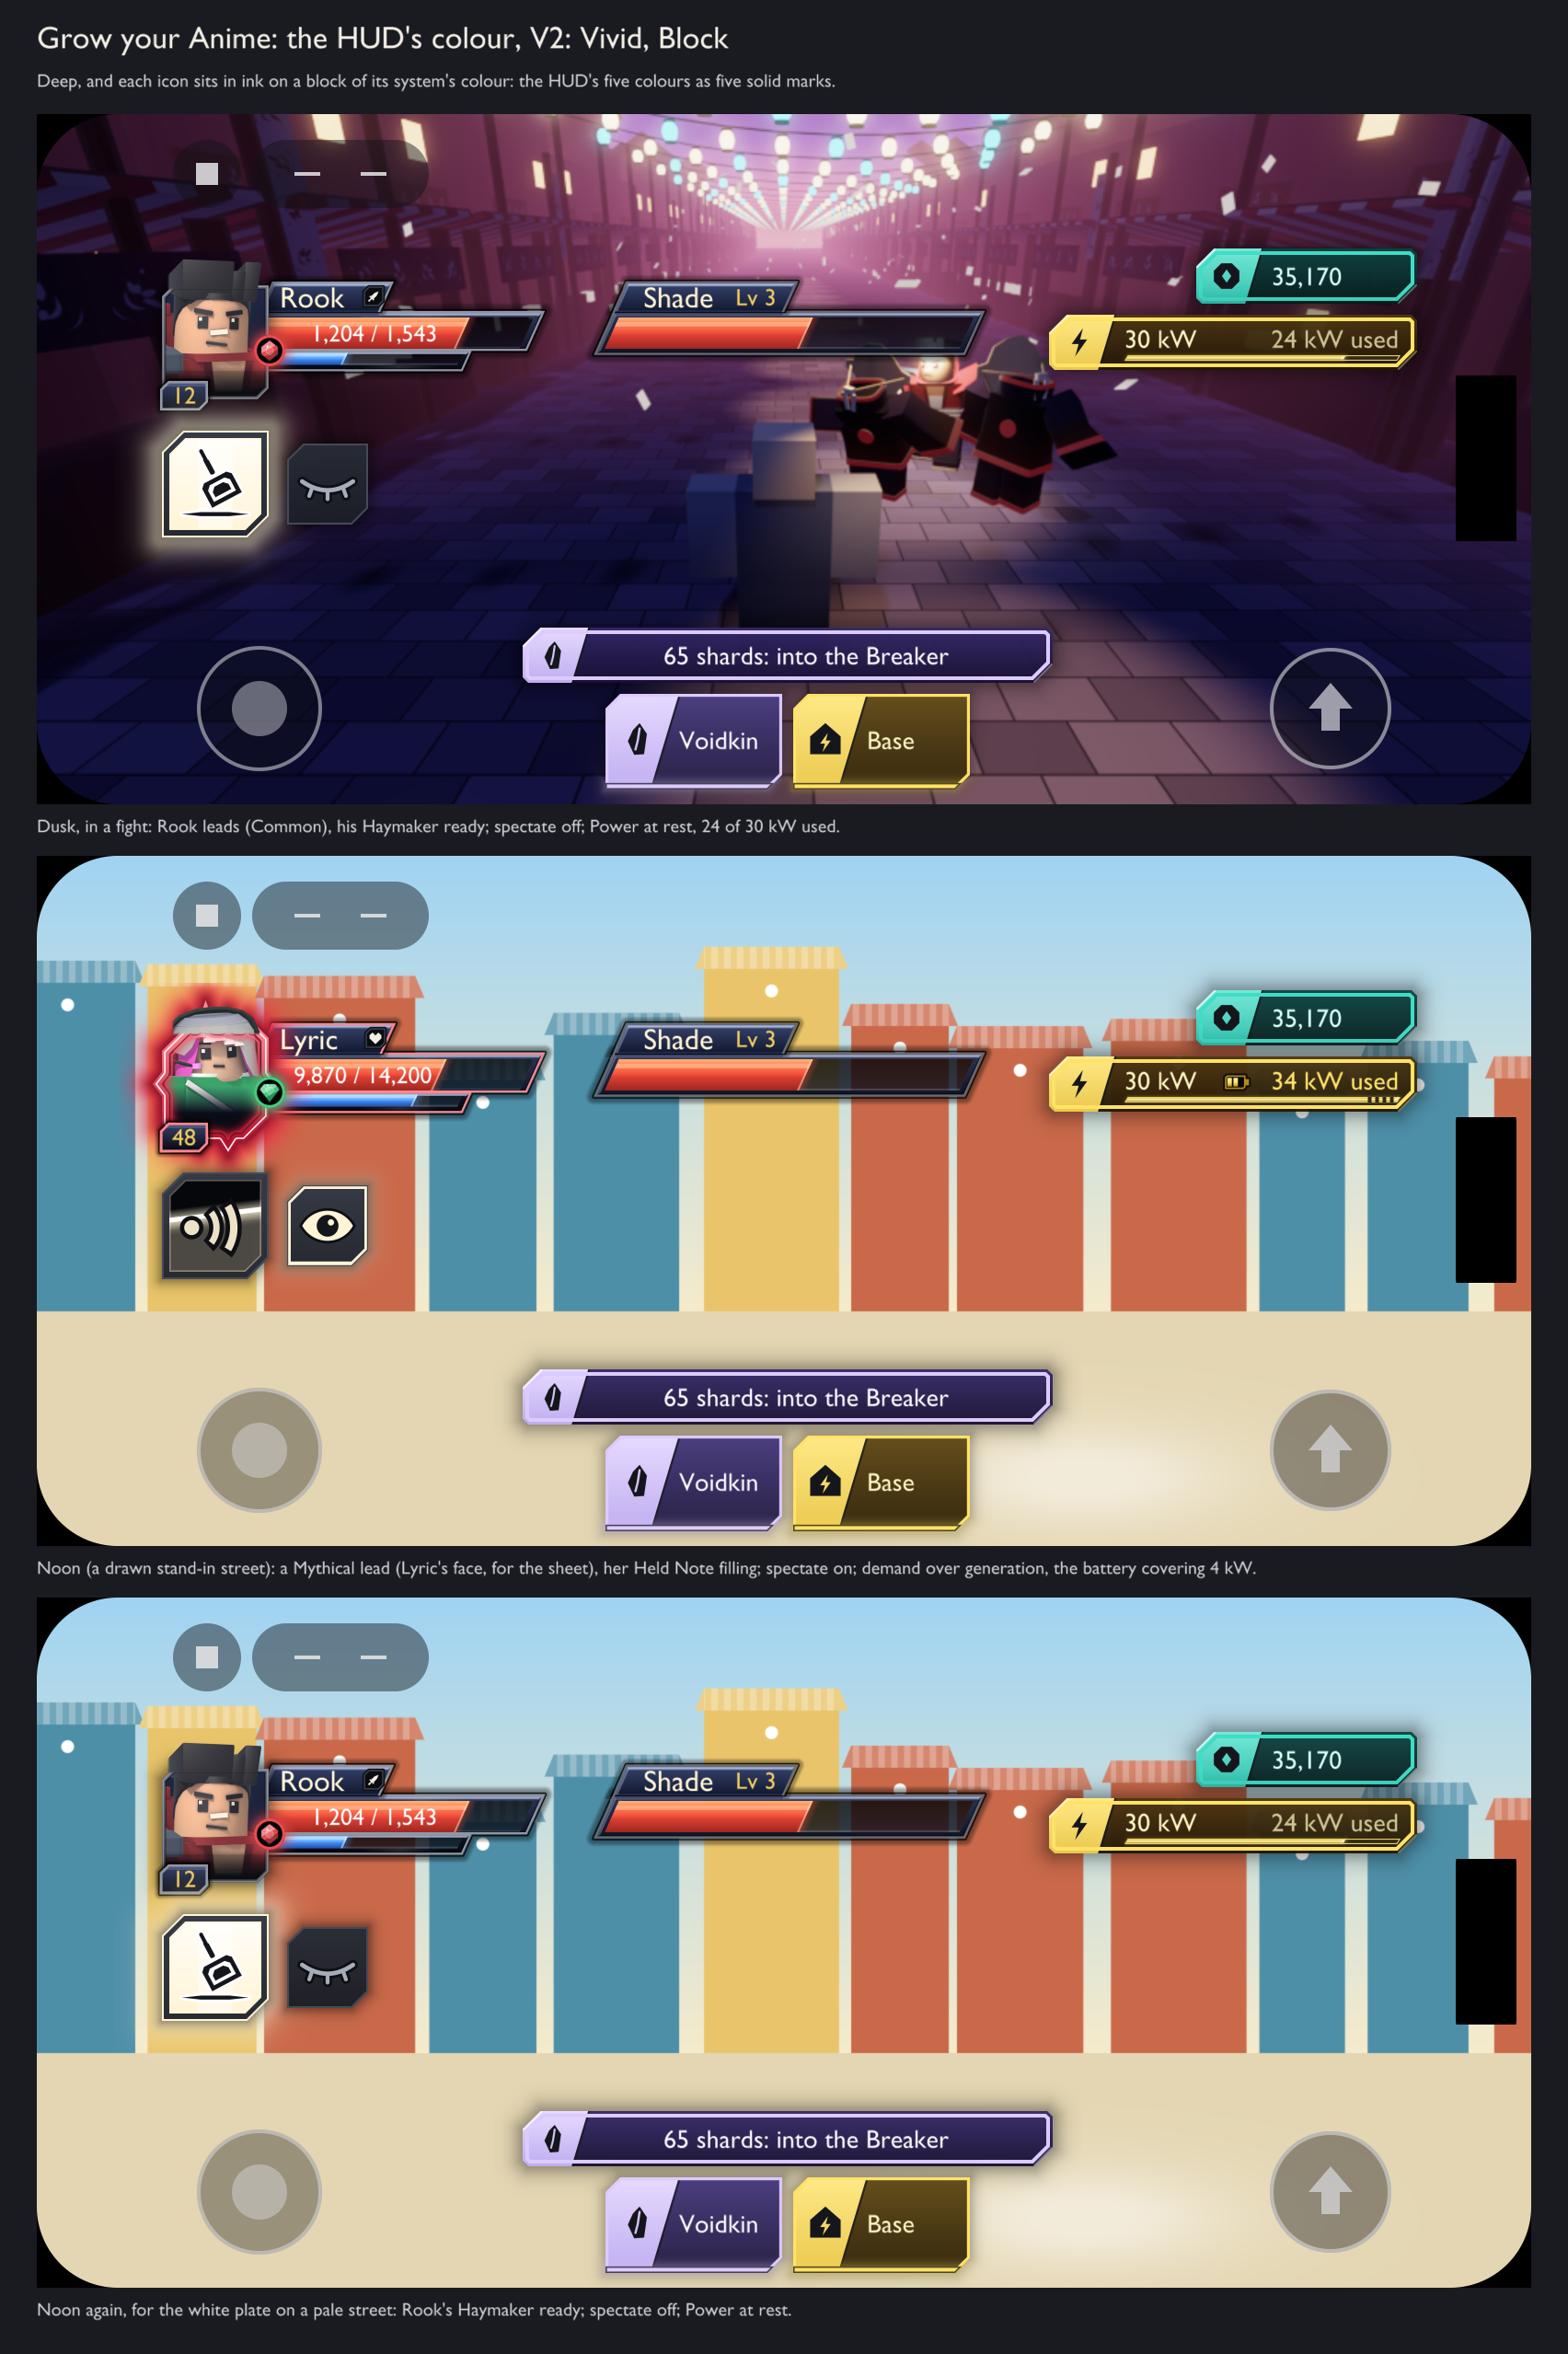 Grow your Anime: the HUD's colour, V2: Vivid, Block
Deep, and each icon sits in ink on a block of its system's colour: the HUD's five colours as five solid marks.
35,170
Rook
Shade Lv 3
1,204 / 1,543
30 kW 24 kW used
12
65 shards: into the Breaker
Voidkin
Base
Dusk, in a fight: Rook leads (Common), his Haymaker ready; spectate off; Power at rest, 24 of 30 kW used.
35,170
Lyric
Shade Lv 3
9,870 / 14,200
30 kW 34 kW used
48
65 shards: into the Breaker
Voidkin
Base
Noon (a drawn stand-in street): a Mythical lead (Lyric's face, for the sheet), her Held Note filling; spectate on; demand over generation, the battery covering 4 kW.
35,170
Rook
Shade Lv 3
1,204 / 1,543
30 kW 24 kW used
12
65 shards: into the Breaker
Voidkin
Base
Noon again, for the white plate on a pale street: Rook's Haymaker ready; spectate off; Power at rest.